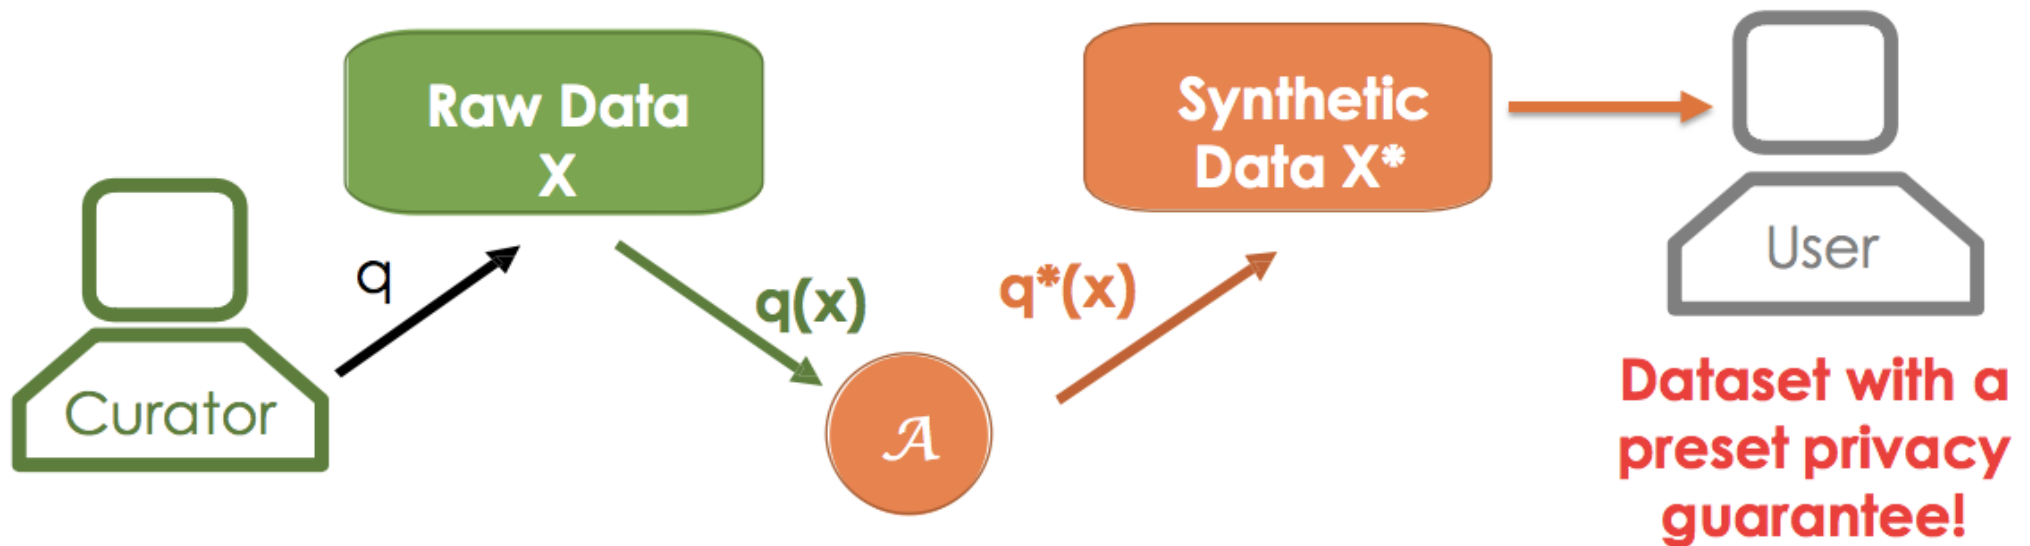 Raw Data
X
Synthetic
Data X*
User
q
q(x)
q*(x)
Curator
𝒜
Dataset with a
preset privacy
guarantee!